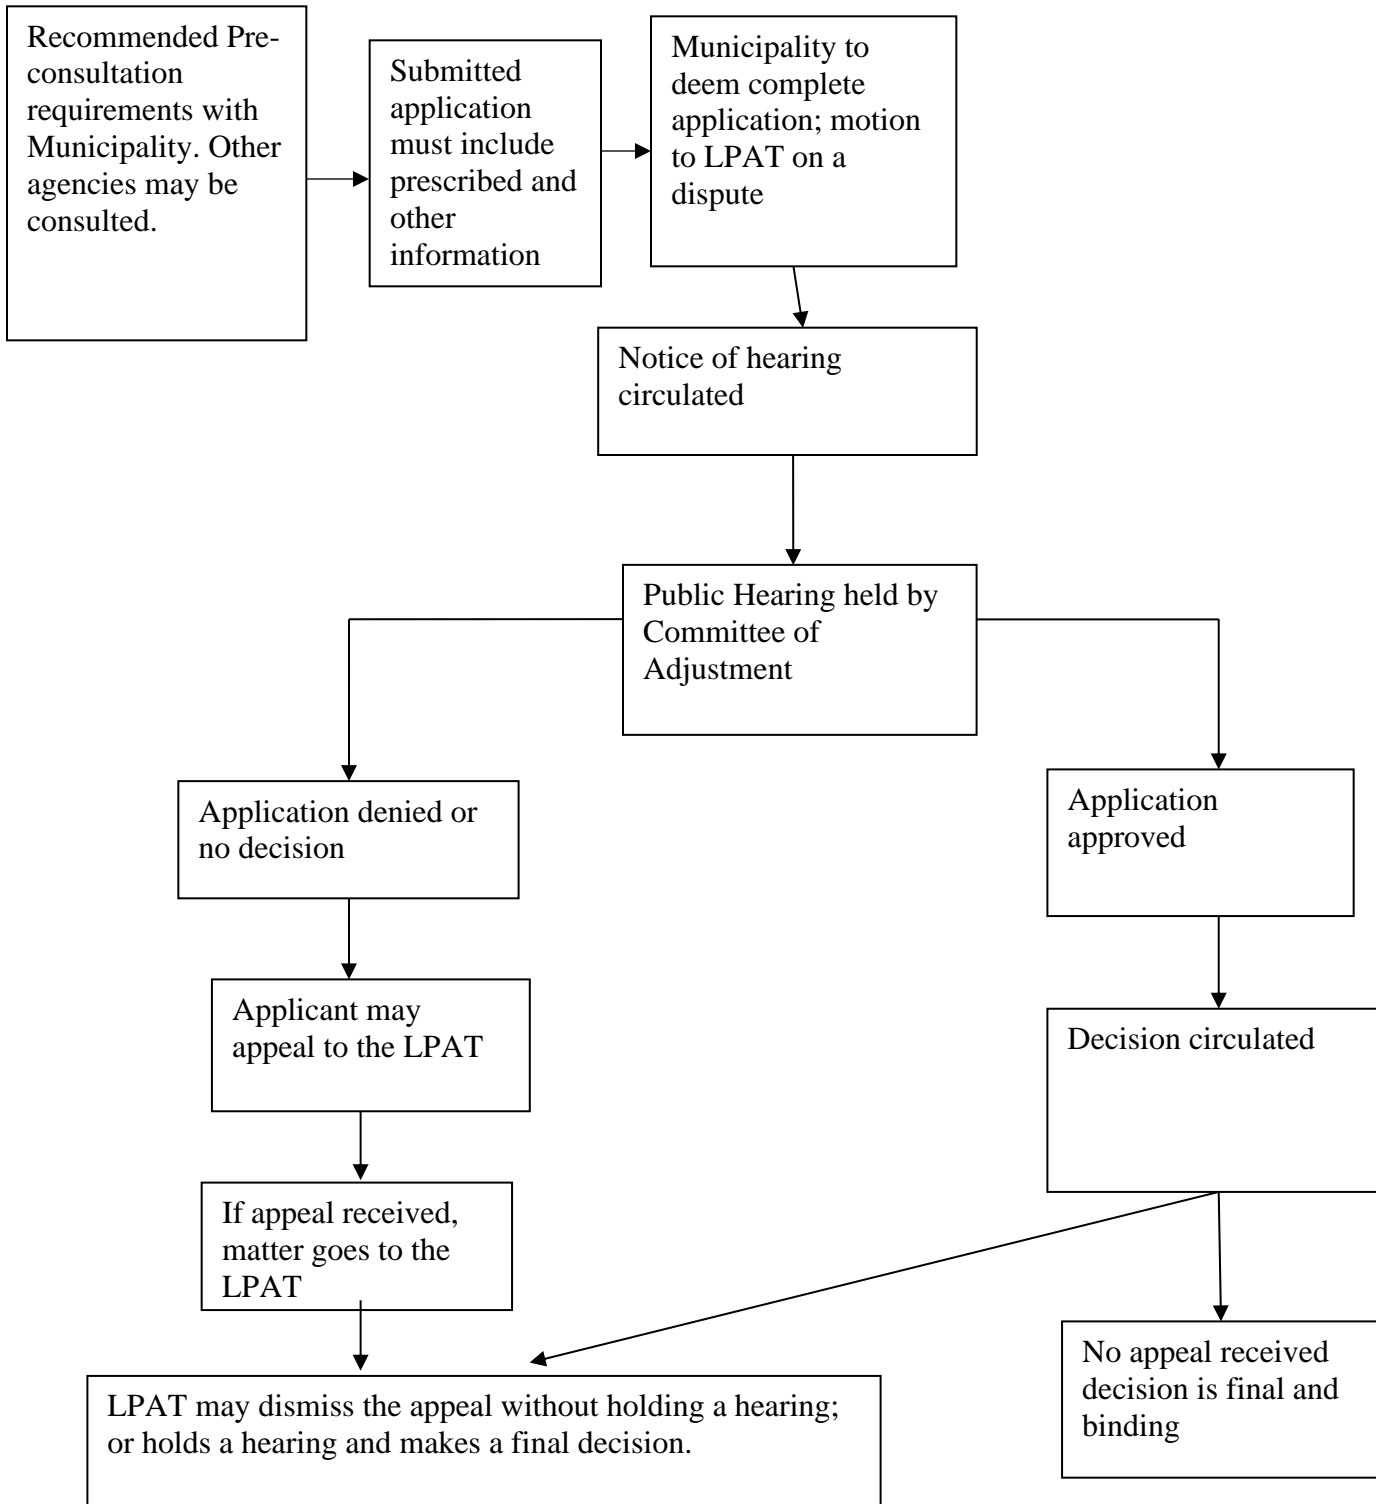 Recommended Pre-
consultation
requirements with
Municipality. Other
agencies may be
consulted.
Submitted
application
must include
prescribed and
other
information
Municipality to
deem complete
application; motion
to LPAT on a
dispute
Notice of hearing
circulated
Public Hearing held by
Committee of
Adjustment
Application denied or
no decision
Application
approved
Applicant may
appeal to the LPAT
Decision circulated
If appeal received,
matter goes to the
LPAT
No appeal received
decision is final and
binding
LPAT may dismiss the appeal without holding a hearing;
or holds a hearing and makes a final decision.